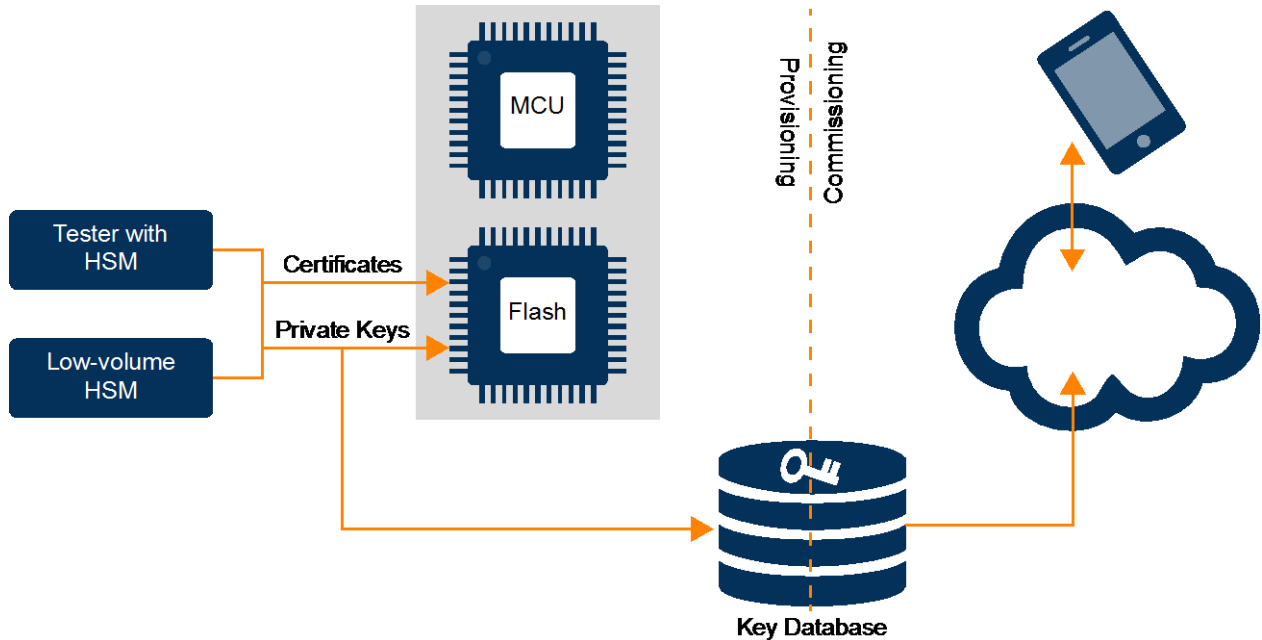 MCU
Provisioning
Commissioning
Tester with
HSM
Certificates
Flash
Private Keys
Low-volume
HSM
Key Database